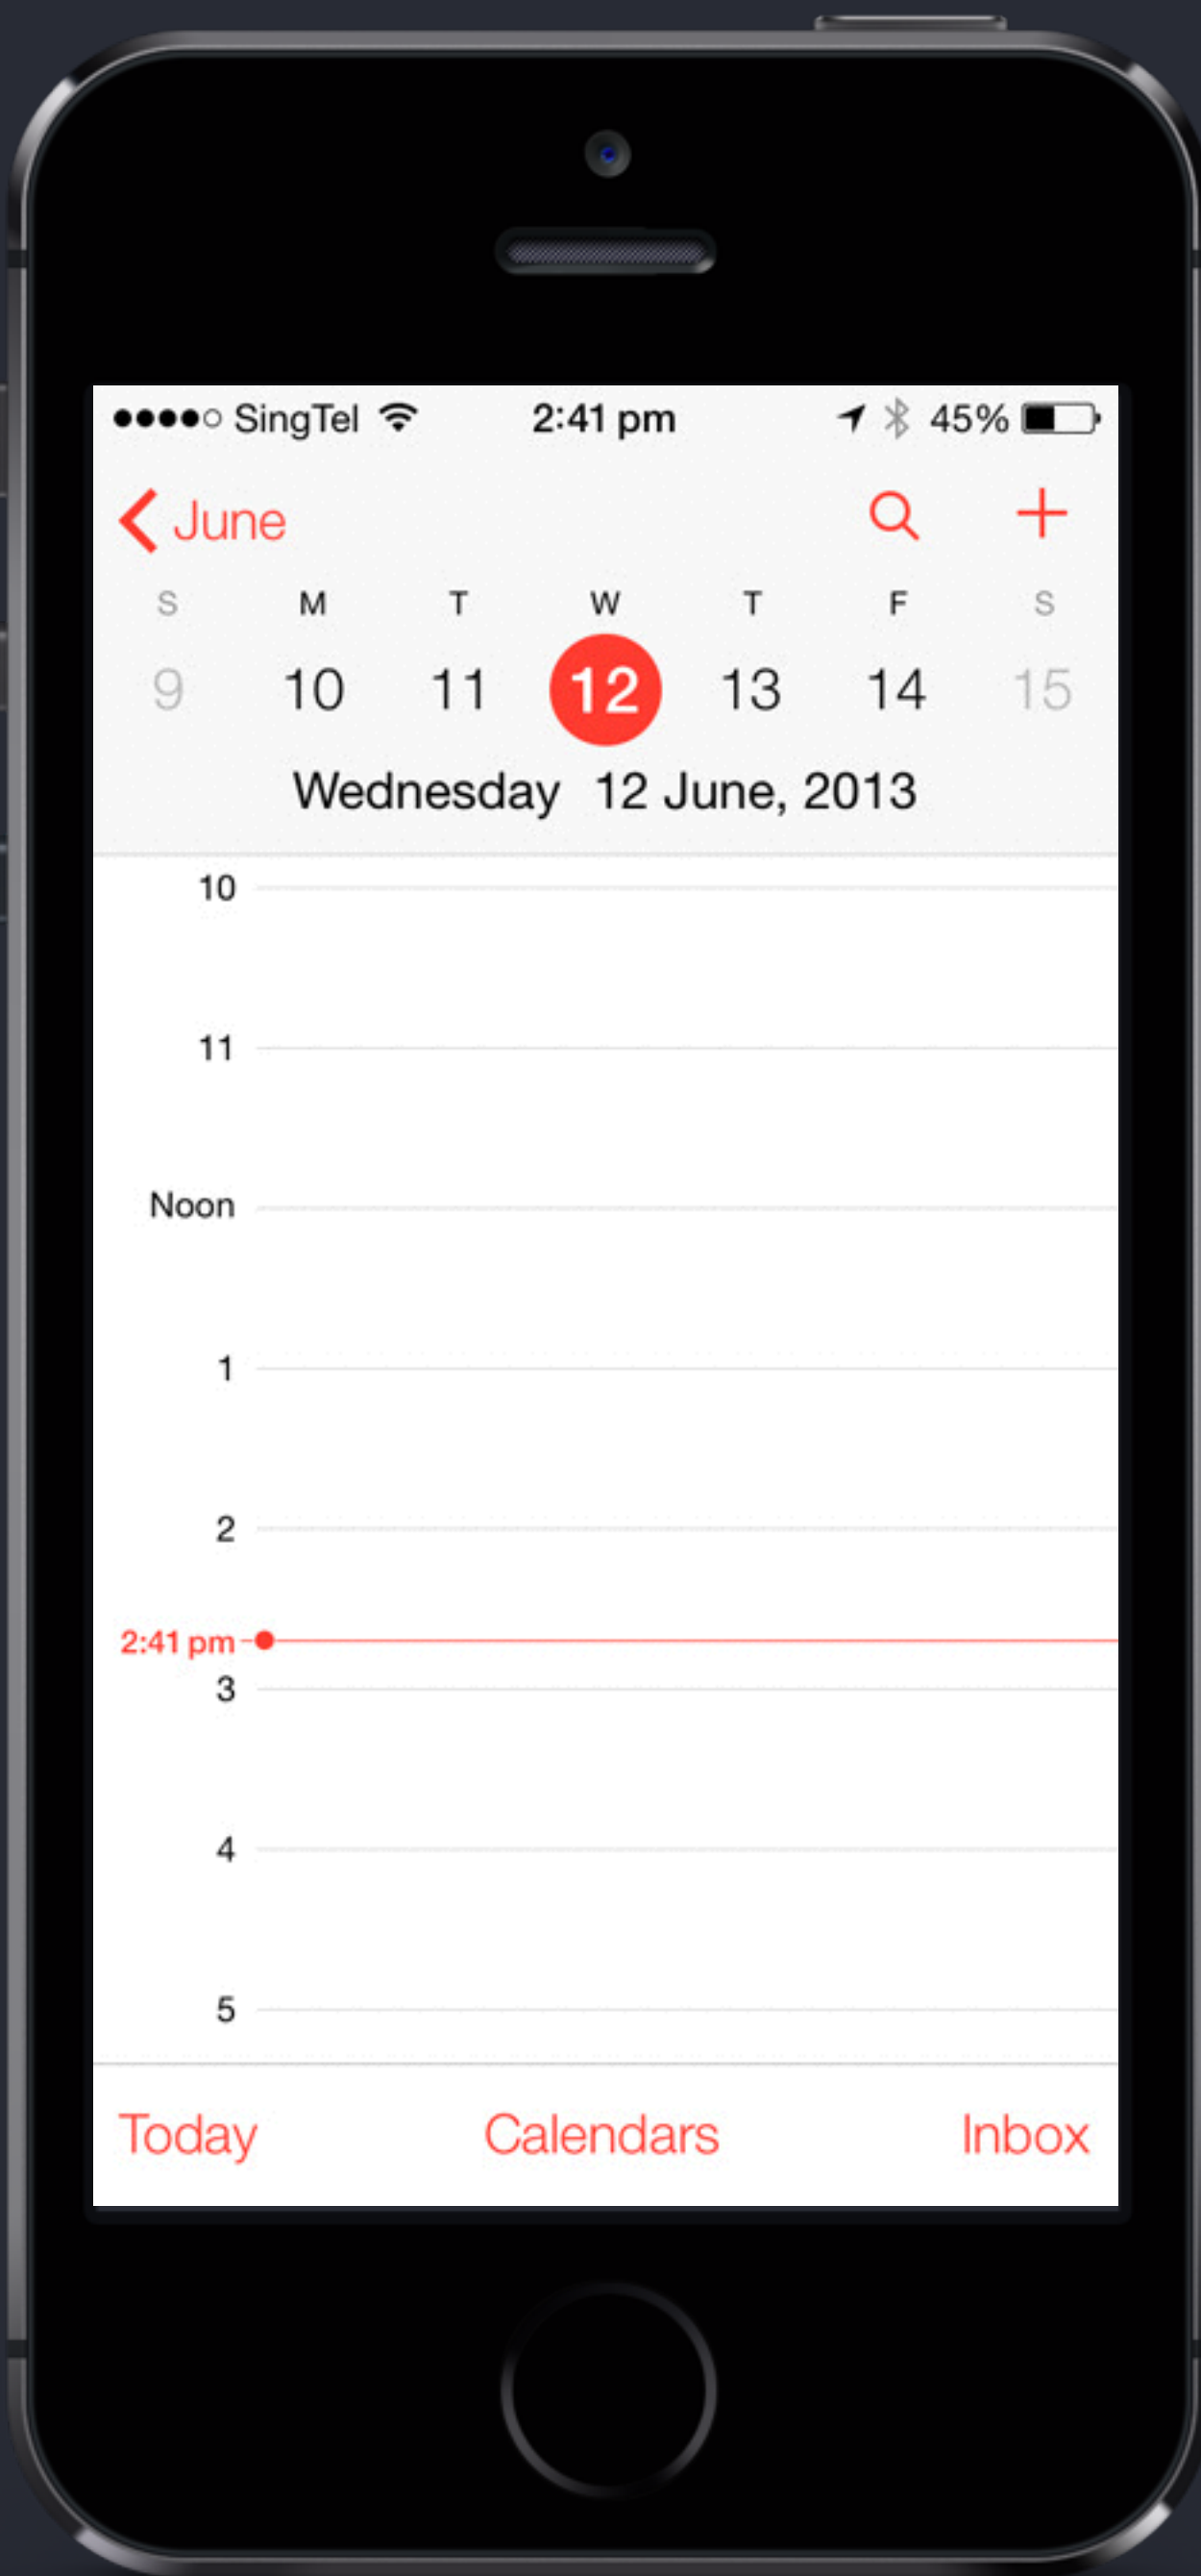 SingTel 2:41 pm 45%
June
S M T W T F S
9 10 11 12 13 14 15
Wednesday 12 June, 2013
10
11
Noon
1
2
2:41 pm
3
4
5
Today Calendars Inbox